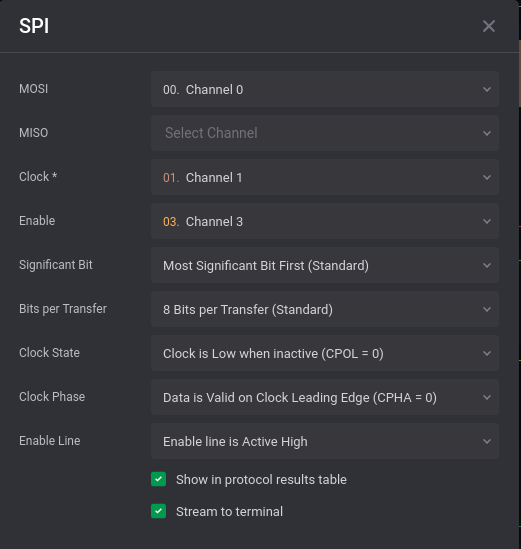 SPI
MOSI 00. Channel 0
MISO Select Channel
Clock * 01. Channel 1
Enable 03. Channel 3
Significant Bit Most Significant Bit First (Standard)
Bits per Transfer 8 Bits per Transfer (Standard)
Clock State Clock is Low when inactive (CPOL = 0)
Clock Phase Data is Valid on Clock Leading Edge (CPHA = 0)
Enable Line Enable line is Active High
Show in protocol results table
Stream to terminal